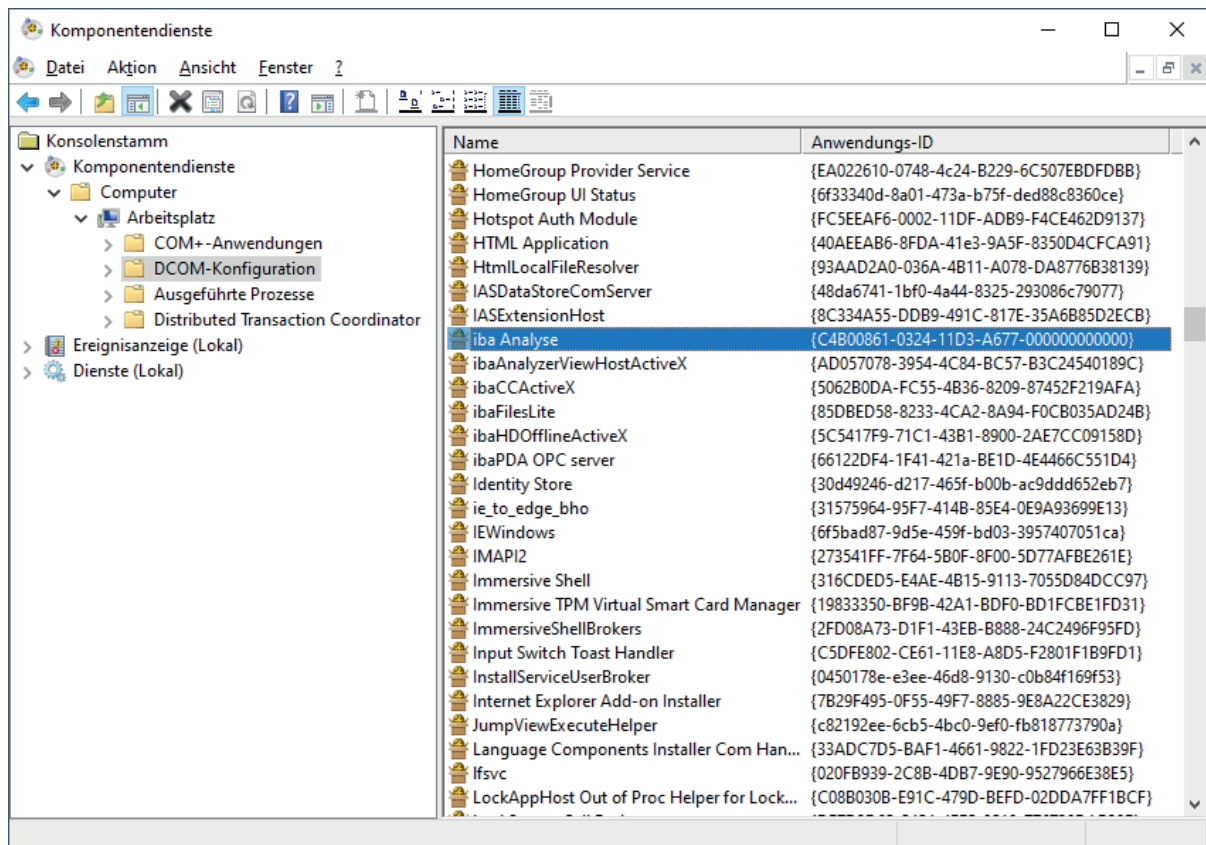 Komponentendienste
Datei Aktion Ansicht Fenster ?
Konsolenstamm
Komponentendienste
Computer
Arbeitsplatz
COM+-Anwendungen
DCOM-Konfiguration
Ausgeführte Prozesse
Distributed Transaction Coordinator
Ereignisanzeige (Lokal)
Dienste (Lokal)
Name Anwendungs-ID
HomeGroup Provider Service {EA022610-0748-4c24-B229-6C507EBDFDBB}
HomeGroup UI Status {6f33340d-8a01-473a-b75f-ded88c8360ce}
Hotspot Auth Module {FC5EEAF6-0002-11DF-ADB9-F4CE462D9137}
HTML Application {40AEEAB6-8FDA-41e3-9A5F-8350D4CFCA91}
HtmlLocalFileResolver {93AAD2A0-036A-4B11-A078-DA8776B38139}
IASDataStoreComServer {48da6741-1bf0-4a44-8325-293086c79077}
IASExtensionHost {8C334A55-DDB9-491C-817E-35A6B85D2ECB}
iba Analyse {C4B00861-0324-11D3-A677-000000000000}
ibaAnalyzerViewHostActiveX {AD057078-3954-4C84-BC57-B3C24540189C}
ibaCCActiveX {5062B0DA-FC55-4B36-8209-87452F219AFA}
ibaFilesLite {85DBED58-8233-4CA2-8A94-F0CB035AD24B}
ibaHDOfflineActiveX {5C5417F9-71C1-43B1-8900-2AE7CC09158D}
ibaPDA OPC server {66122DF4-1F41-421a-BE1D-4E4466C551D4}
Identity Store {30d49246-d217-465f-b00b-ac9ddd652eb7}
ie_to_edge_bho {31575964-95F7-414B-85E4-0E9A93699E13}
IEWindows {6f5bad87-9d5e-459f-bd03-3957407051ca}
IMAPI2 {273541FF-7F64-5B0F-8F00-5D77AFBE261E}
Immersive Shell {316CDED5-E4AE-4B15-9113-7055D84DCC97}
Immersive TPM Virtual Smart Card Manager {19833350-BF9B-42A1-BDF0-BD1FCBE1FD31}
ImmersiveShellBrokers {2FD08A73-D1F1-43EB-B888-24C2496F95FD}
Input Switch Toast Handler {C5DFE802-CE61-11E8-A8D5-F2801F1B9FD1}
InstallServiceUserBroker {0450178e-e3ee-46d8-9130-c0b84f169f53}
Internet Explorer Add-on Installer {7B29F495-0F55-49F7-8885-9E8A22CE3829}
JumpViewExecuteHelper {c82192ee-6cb5-4bc0-9ef0-fb818773790a}
Language Components Installer Com Han... {33ADC7D5-BAF1-4661-9822-1FD23E63B39F}
lfsvc {020FB939-2C8B-4DB7-9E90-9527966E38E5}
LockAppHost Out of Proc Helper for Lock... {C08B030B-E91C-479D-BEFD-02DDA7FF1BCF}